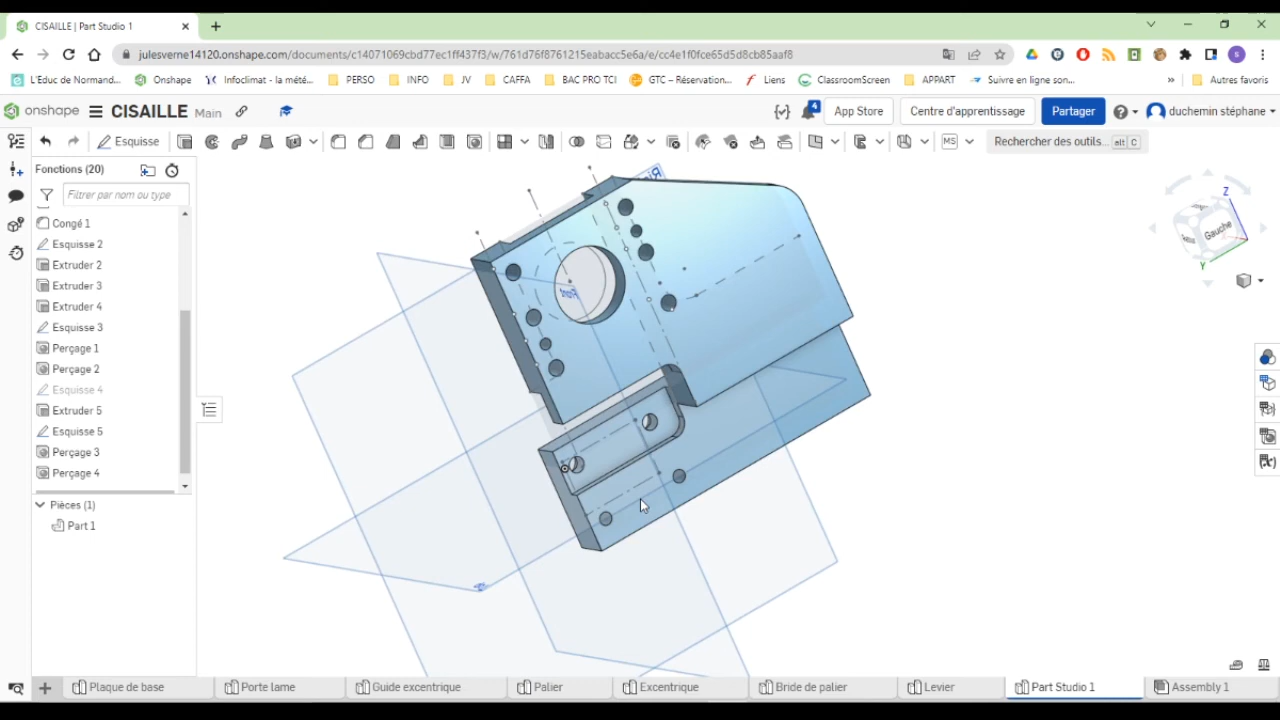 CISAILLE | Part Studio 1
julesverne14120.onshape.com/documents/c14071069cbd77ec1ff437f3/w/761d76f8761215eabacc5e6a/e/cc4e1f0fce65d5d8cb85aaf8
S
L'Educ de Normand... Onshape Infoclimat - la météo... PERSO INFO JV CAFFA BAC PRO TCI GTC – Réservation... Liens ClassroomScreen APPART Suivre en ligne son... » Autres favoris
onshape CISAILLE Main 4 App Store Centre d'apprentissage Partager duchemin stéphane
Esquisse MS Rechercher des outils... alt C
Fonctions (20)
Filtrer par nom ou type
Congé 1
Esquisse 2
Extruder 2
Extruder 3
Extruder 4
Esquisse 3
Perçage 1
Perçage 2
Esquisse 4
Extruder 5
Esquisse 5
Perçage 3
Perçage 4
Pièces (1)
Part 1
Z
Gauche
Y
Plaque de base Porte lame Guide excentrique Palier Excentrique Bride de palier Levier Part Studio 1 Assembly 1